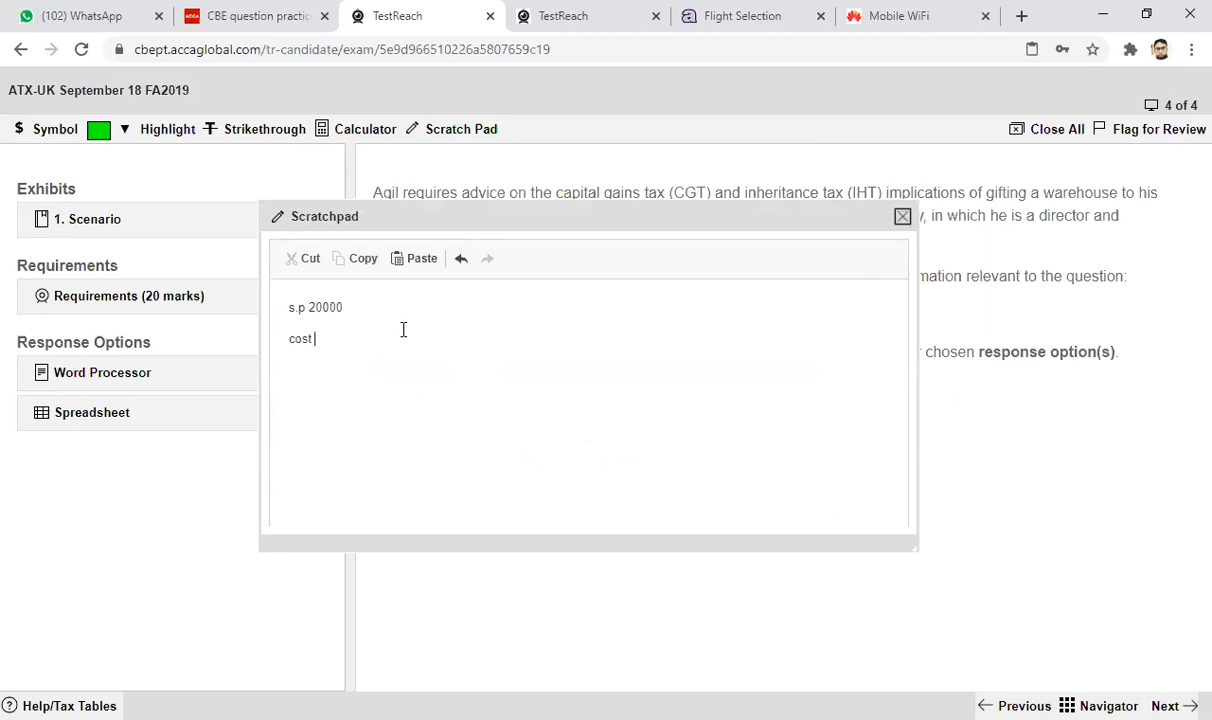 (102) WhatsApp
CBE question practic
TestReach
TestReach
Flight Selection
Mobile WiFi
cbept.accaglobal.com/tr-candidate/exam/5e9d966510226a5807659c19
ATX-UK September 18 FA2019
4 of 4
$ Symbol
Highlight
Strikethrough
Calculator
Scratch Pad
Close All
Flag for Review
Exhibits
1. Scenario
Requirements
Requirements (20 marks)
Response Options
Word Processor
Spreadsheet
Agil requires advice on the capital gains tax (CGT) and inheritance tax (IHT) implications of gifting a warehouse to his
, in which he is a director and
mation relevant to the question:
chosen response option(s).
Scratchpad
Cut
Copy
Paste
s.p 20000
cost
Help/Tax Tables
Previous
Navigator
Next